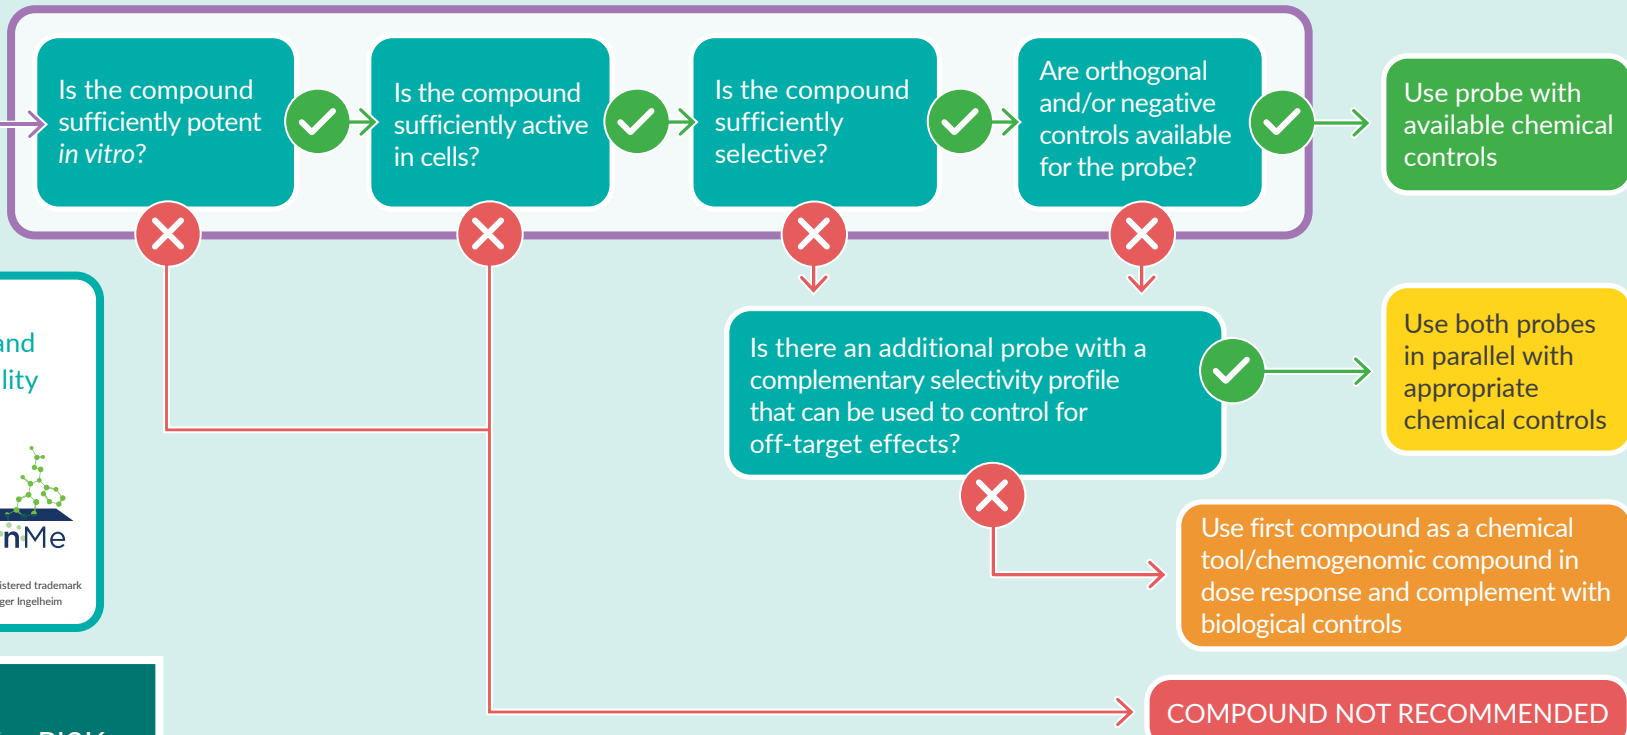 Is the compound
sufficiently potent
in vitro?
Is the compound
sufficiently active
in cells?
Is the compound
sufficiently
selective?
Are orthogonal
and/or negative
controls available
for the probe?
Use probe with
available chemical
controls
Is there an additional probe with a
complementary selectivity profile
that can be used to control for
off-target effects?
Use both probes
in parallel with
appropriate
chemical controls
Use first compound as a chemical
tool/chemogenomic compound in
dose response and complement with
biological controls
COMPOUND NOT RECOMMENDED
and
lity
nMe
istered trademark
ger Ingelheim